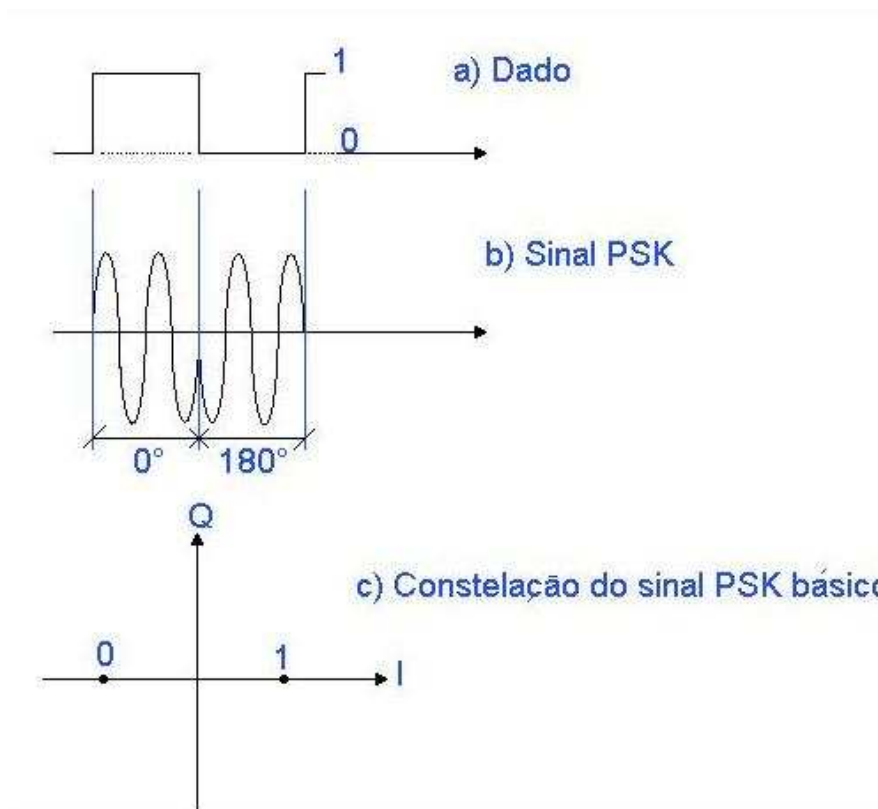 1
a) Dado
0
b) Sinal PSK
0° 180°
Q
c) Constelação do sinal PSK básico
0 1 I